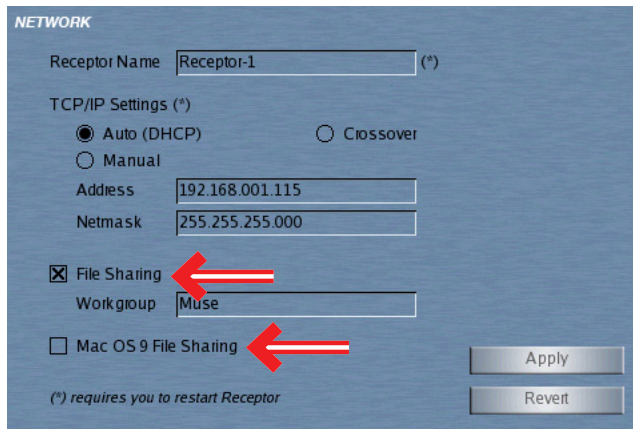 NETWORK
Receptor Name Receptor-1 (*)
TCP/IP Settings (*)
Auto (DHCP) Crossover
Manual
Address 192.168.001.115
Netmask 255.255.255.000
File Sharing
Workgroup Muse
Mac OS 9 File Sharing
Apply
(*) requires you to restart Receptor Revert